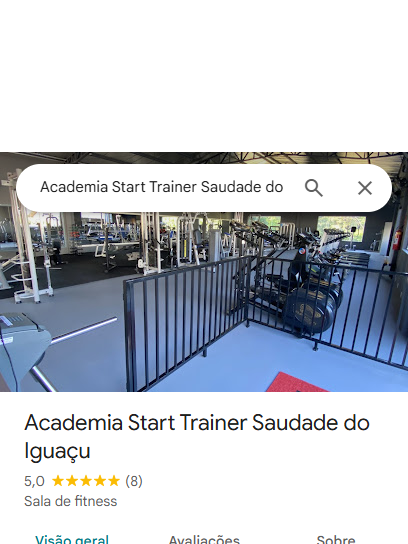 Academia Start Trainer Saudade do
Academia Start Trainer Saudade do
Iguaçu
5,0 ★★★★★ (8)
Sala de fitness
Visão geral Avaliações Sobre